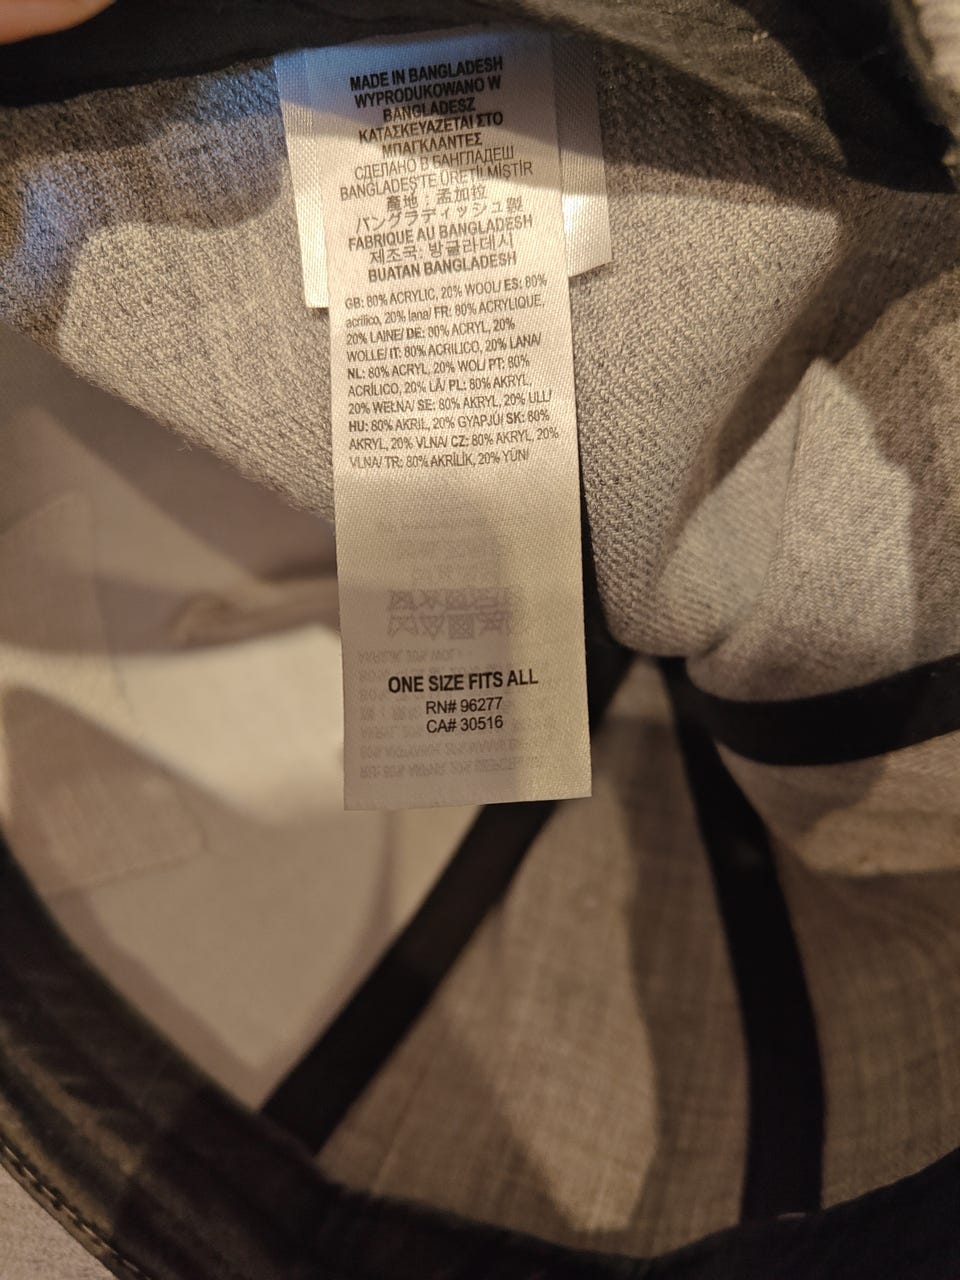 MADE IN BANGLADESH
WYPRODUKOWANO W
BANGLADESZ
ΚΑΤΑΣΚΕΥΑΖΕΤΑΙ ΣΤΟ
ΜΠΑΓΚΛΑΝΤΕΣ
СДЕЛАНО В БАНГЛАДЕШ
BANGLADEŞTE ÜRETİLMİŞTİR
產地：孟加拉
バングラディッシュ製
FABRIQUE AU BANGLADESH
제조국: 방글라데시
BUATAN BANGLADESH
GB: 80% ACRYLIC, 20% WOOL/ ES: 80%
acrílico, 20% lana/ FR: 80% ACRYLIQUE,
20% LAINE/ DE: 80% ACRYL, 20%
WOLLE/ IT: 80% ACRILICO, 20% LANA/
NL: 80% ACRYL, 20% WOL/ PT: 80%
ACRÍLICO, 20% LÃ/ PL: 80% AKRYL,
20% WEŁNA/ SE: 80% AKRYL, 20% ULL/
HU: 80% AKRIL, 20% GYAPJÚ/ SK: 80%
AKRYL, 20% VLNA/ CZ: 80% AKRYL, 20%
VLNA/ TR: 80% AKRİLİK, 20% YÜN/
ONE SIZE FITS ALL
RN# 96277
CA# 30516